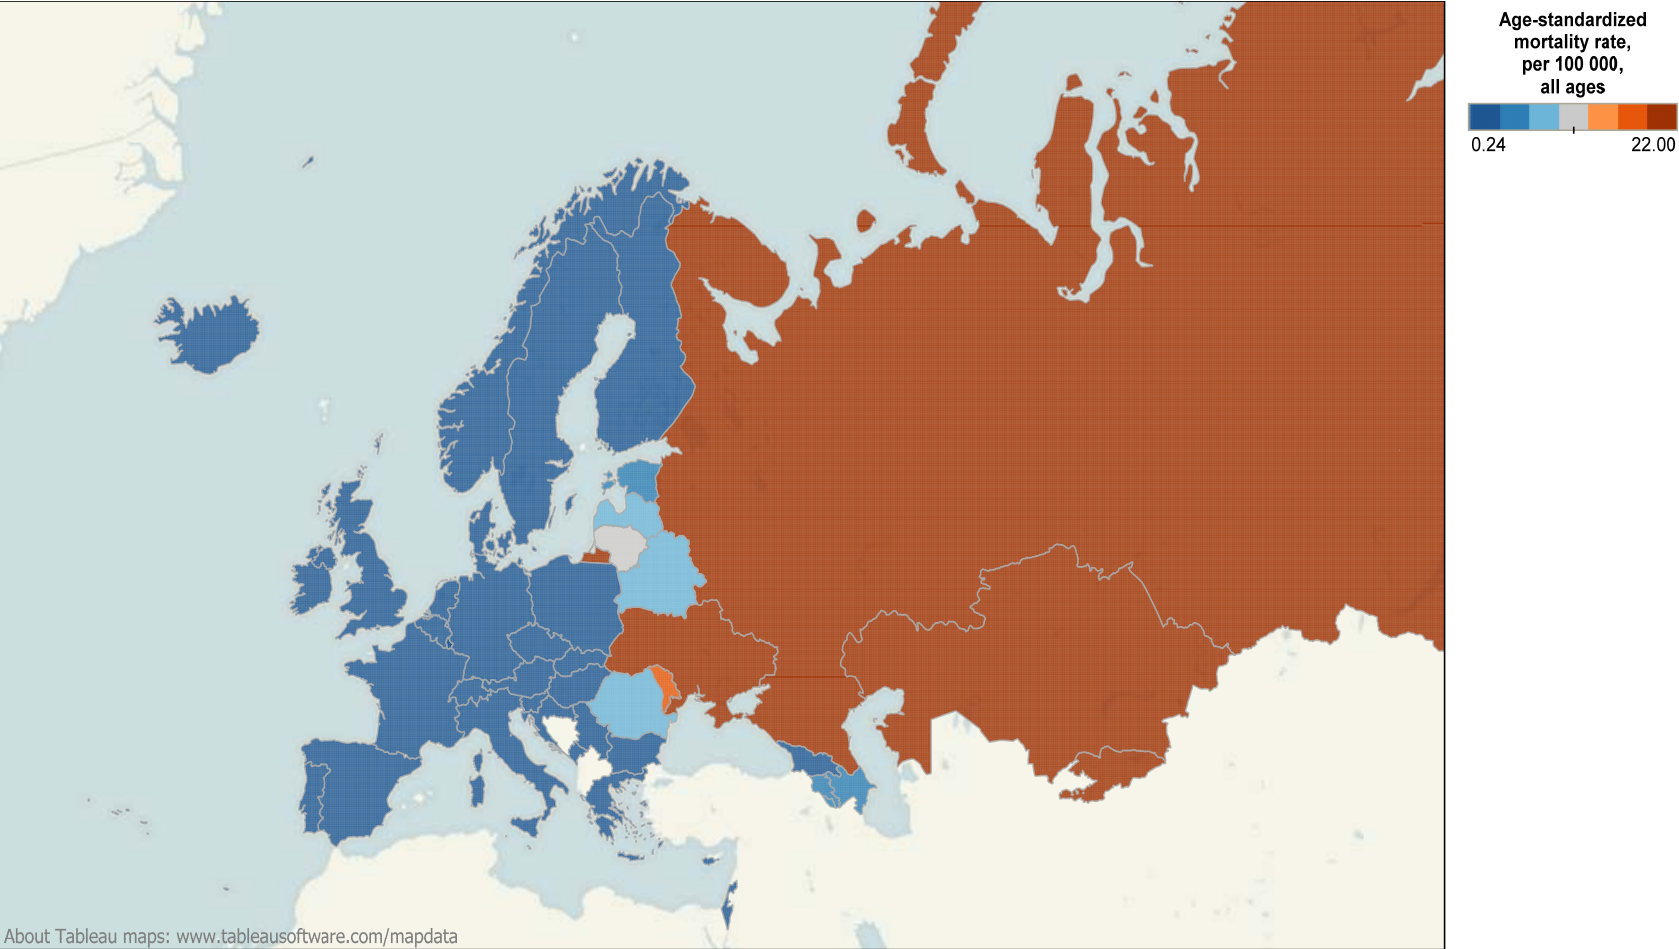 Age-standardized
mortality rate,
per 100 000,
all ages
0.24 22.00
About Tableau maps: www.tableausoftware.com/mapdata